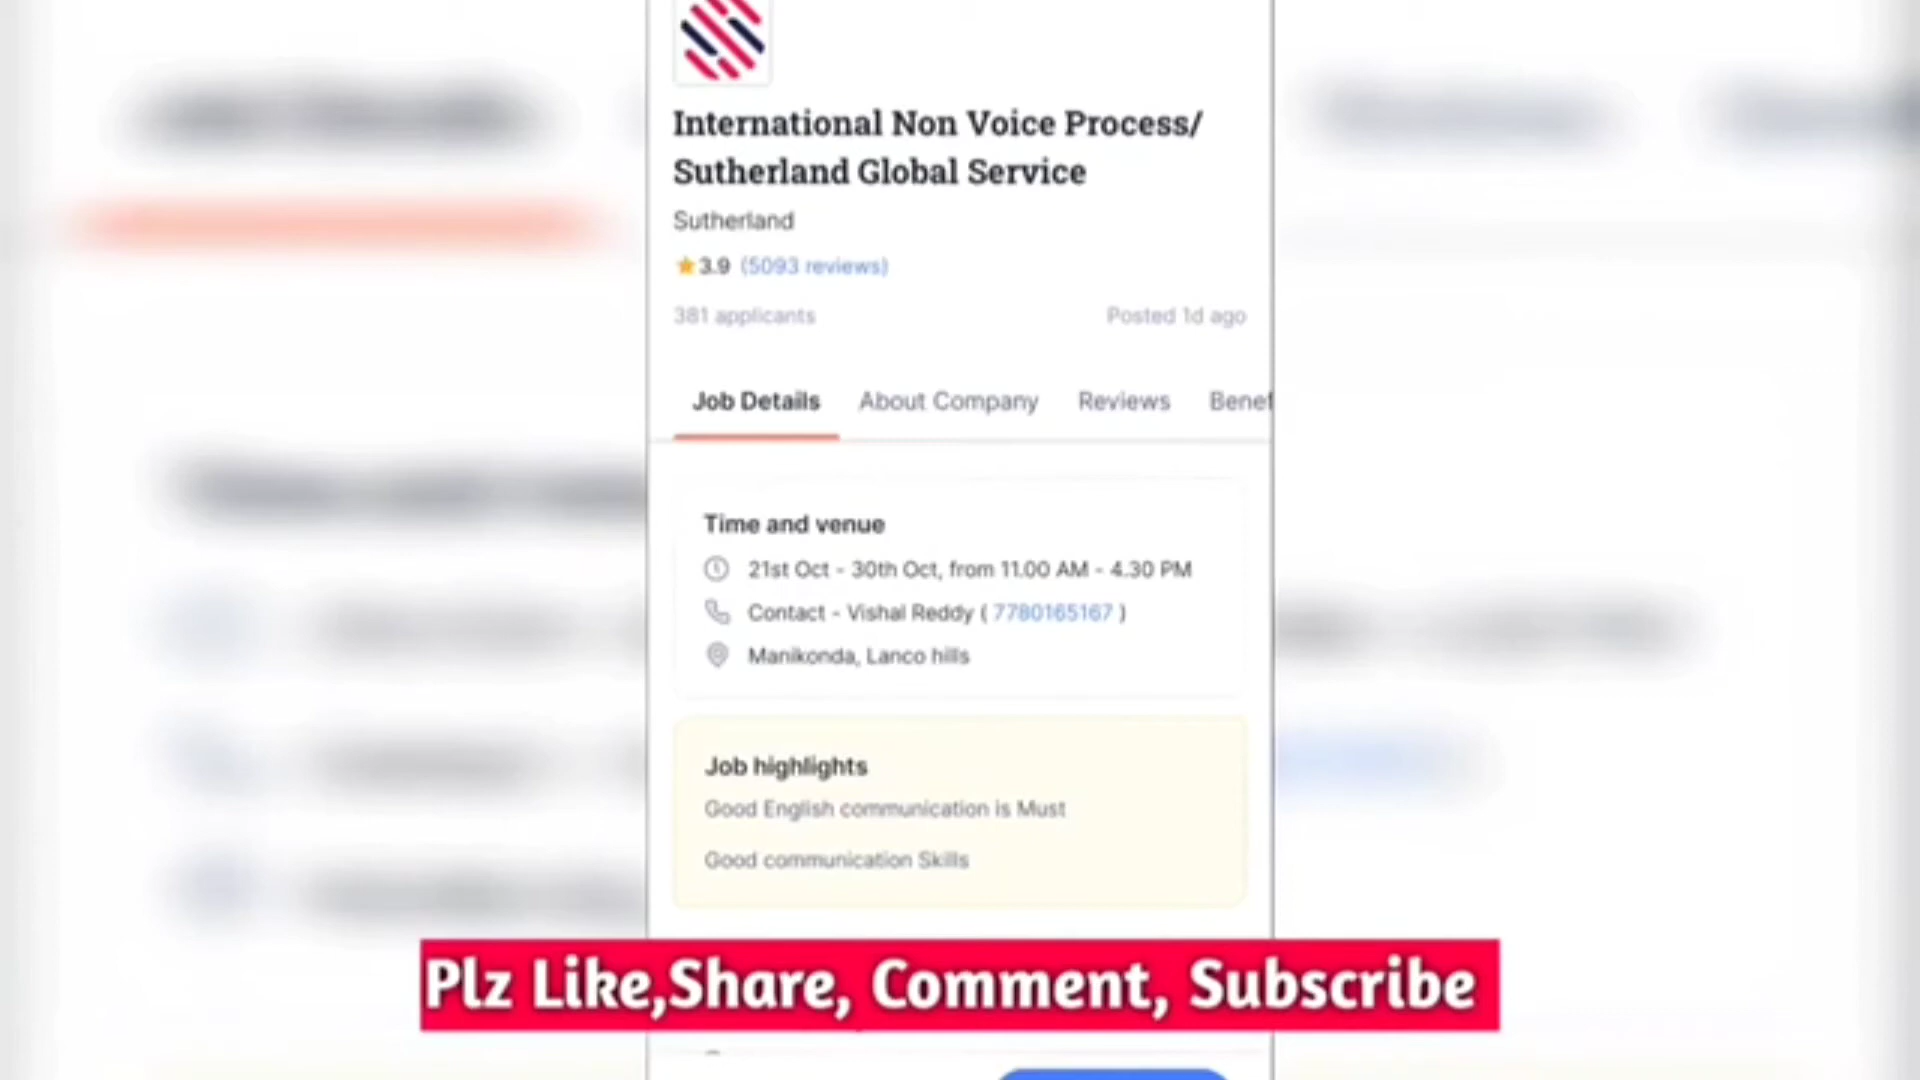 International Non Voice Process/
Sutherland Global Service
Sutherland
3.9 (5093 reviews)
381 applicants Posted 1d ago
Job Details About Company Reviews Benef
Time and venue
21st Oct - 30th Oct, from 11.00 AM - 4.30 PM
Contact - Vishal Reddy ( 7780165167 )
Manikonda, Lanco hills
Job highlights
Good English communication is Must
Good communication Skills
Plz Like,Share, Comment, Subscribe